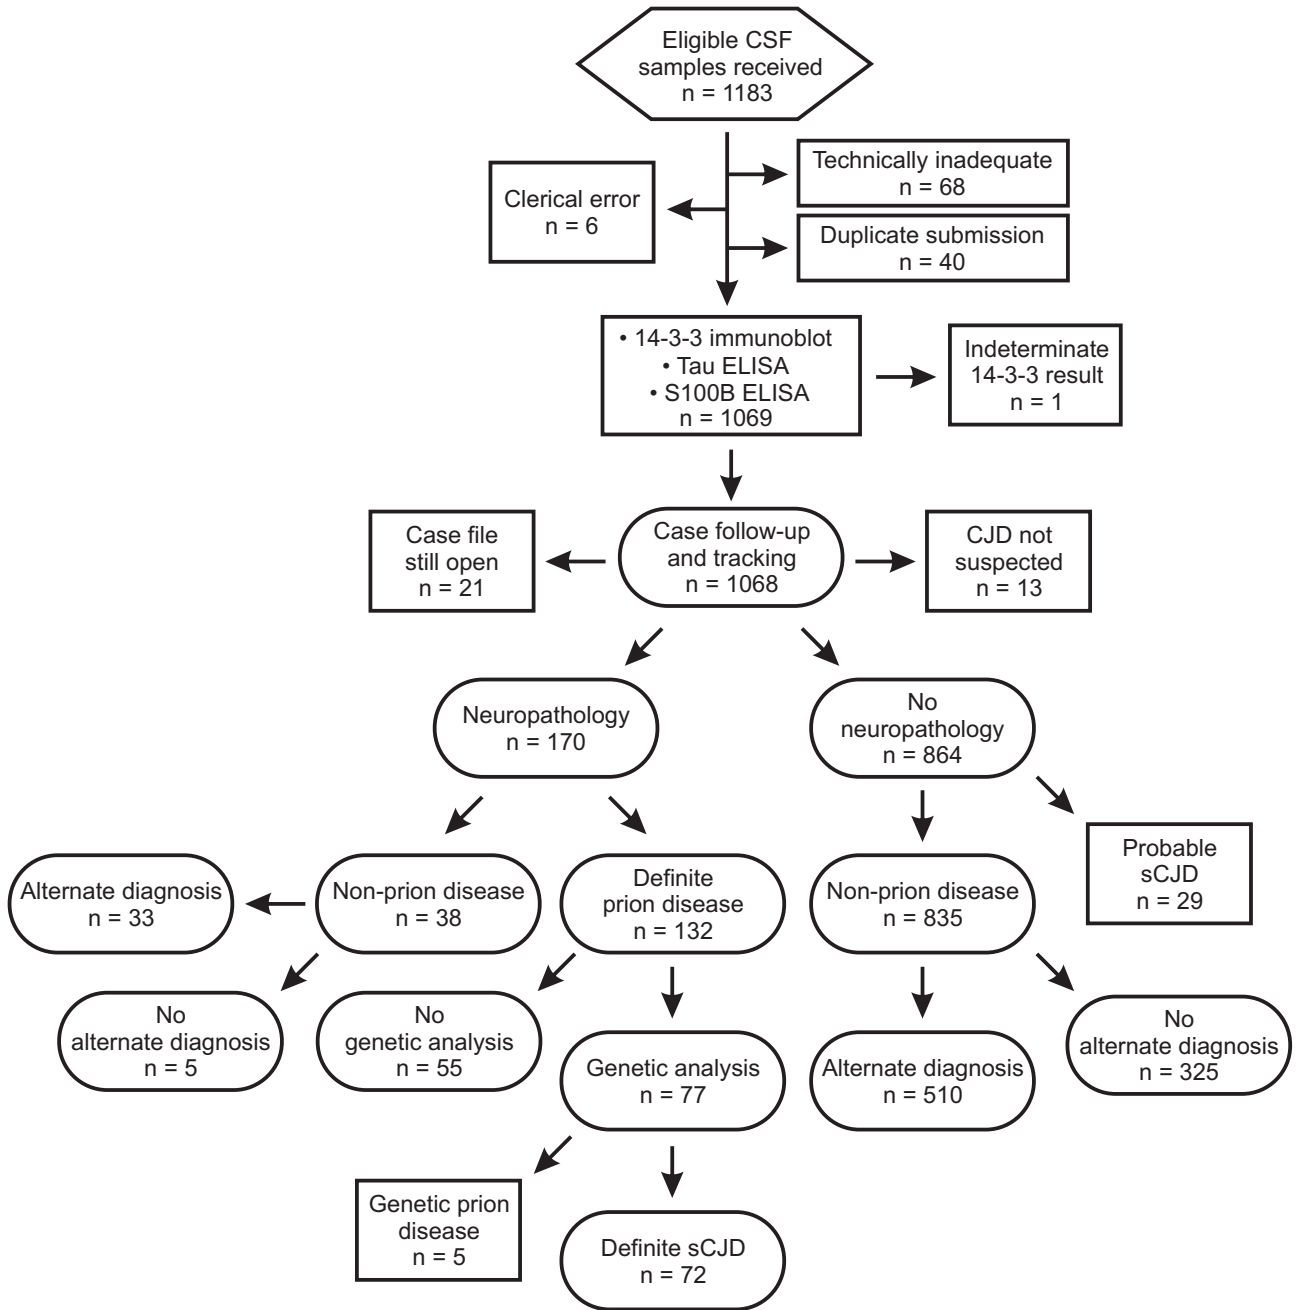 Eligible CSF
samples received
n = 1183
Technically inadequate
n = 68
Clerical error
n = 6
Duplicate submission
n = 40
• 14-3-3 immunoblot
• Tau ELISA
• S100B ELISA
n = 1069
Indeterminate
14-3-3 result
n = 1
Case file
still open
n = 21
Case follow-up
and tracking
n = 1068
CJD not
suspected
n = 13
Neuropathology
n = 170
No
neuropathology
n = 864
Probable
sCJD
n = 29
Alternate diagnosis
n = 33
Non-prion disease
n = 38
Definite
prion disease
n = 132
Non-prion disease
n = 835
No
alternate diagnosis
n = 5
No
genetic analysis
n = 55
Genetic analysis
n = 77
Alternate diagnosis
n = 510
No
alternate diagnosis
n = 325
Genetic prion
disease
n = 5
Definite sCJD
n = 72